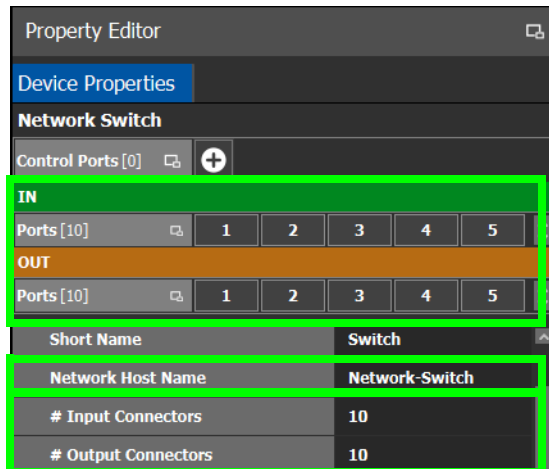 Property Editor
Device Properties
Network Switch
Control Ports [0]
IN
Ports [10] 1 2 3 4 5
OUT
Ports [10] 1 2 3 4 5
Short Name Switch
Network Host Name Network-Switch
# Input Connectors 10
# Output Connectors 10